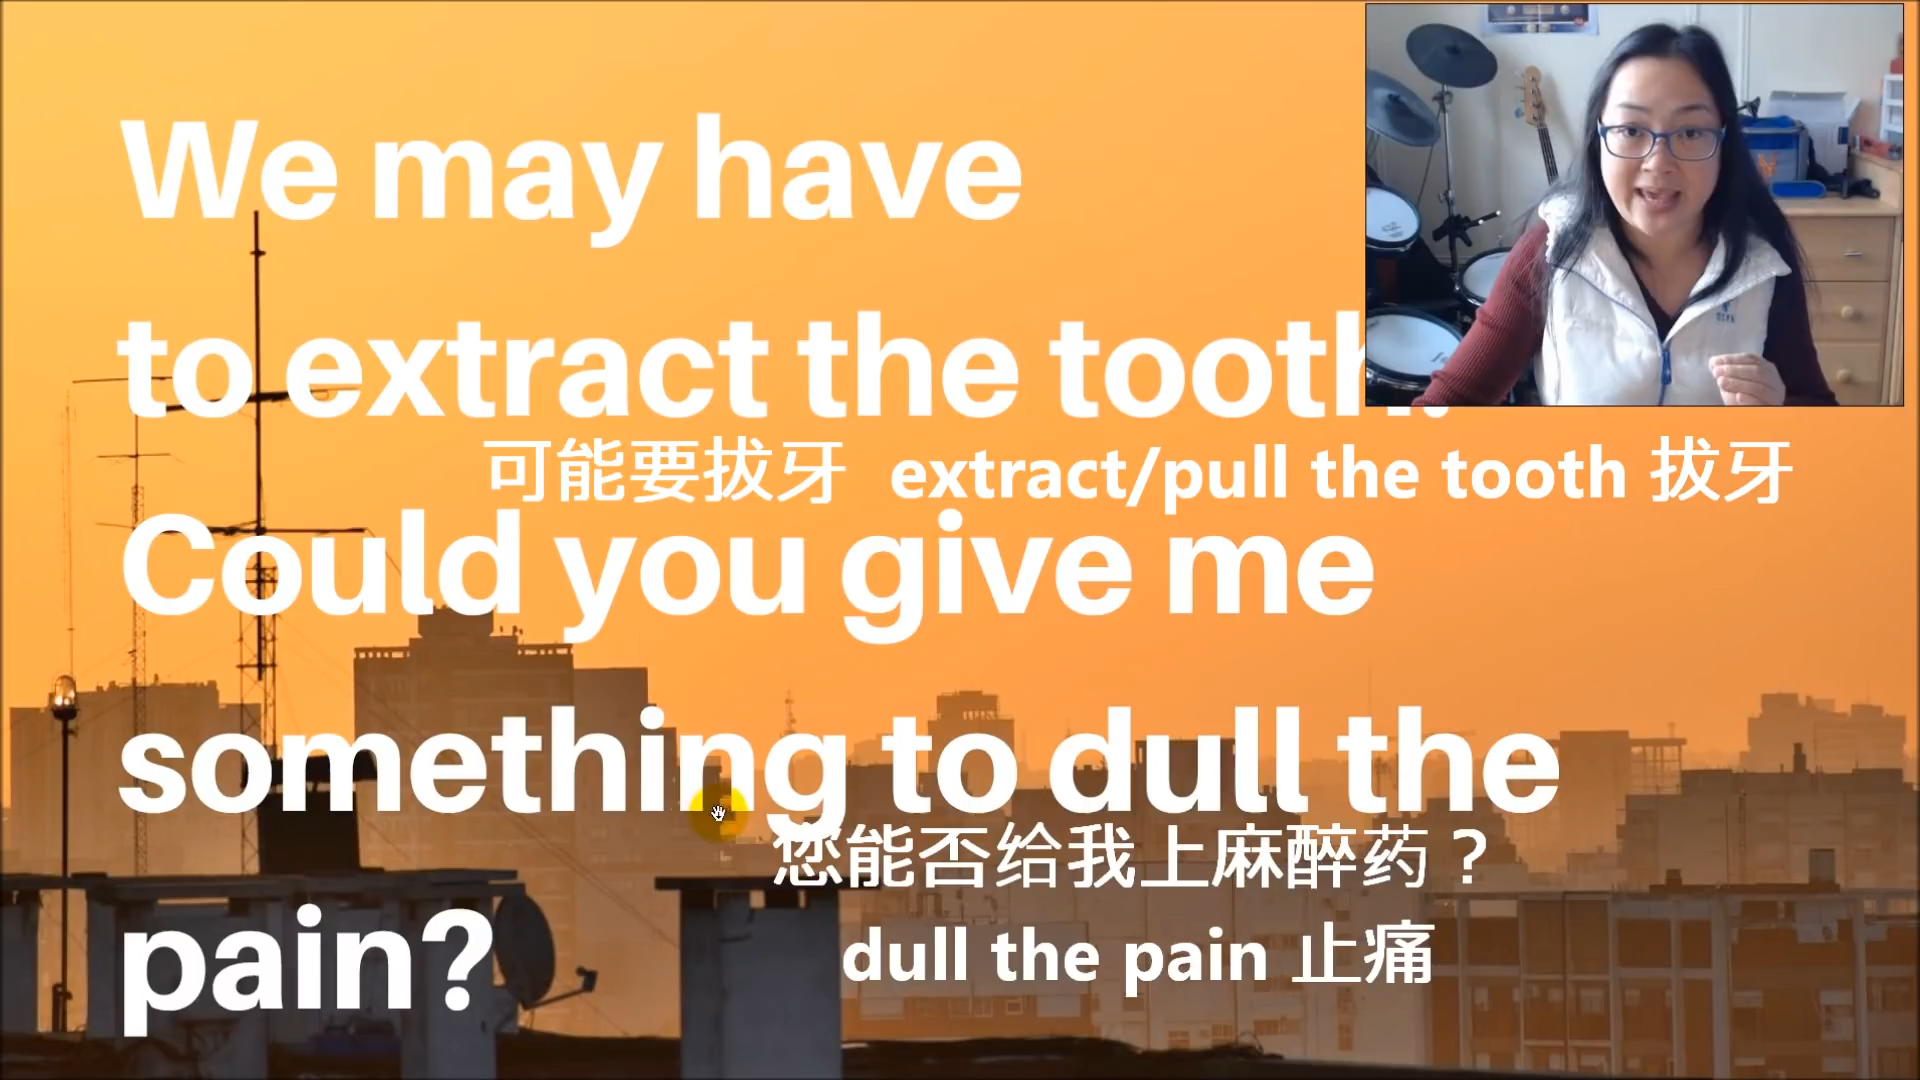 We may have
to extract the tooth.
可能要拔牙 extract/pull the tooth 拔牙
Could you give me
something to dull the
您能否给我上麻醉药？
pain?
dull the pain 止痛